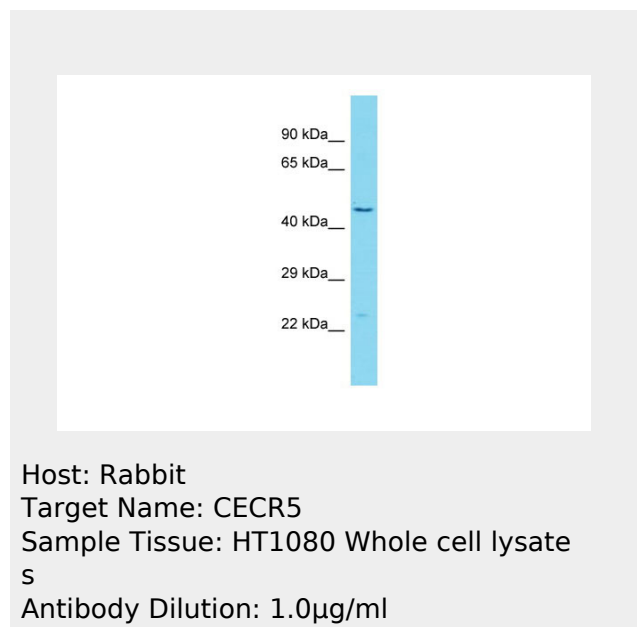 90 kDa__
65 kDa__
40 kDa__
29 kDa__
22 kDa__
Host: Rabbit
Target Name: CECR5
Sample Tissue: HT1080 Whole cell lysate
s
Antibody Dilution: 1.0µg/ml